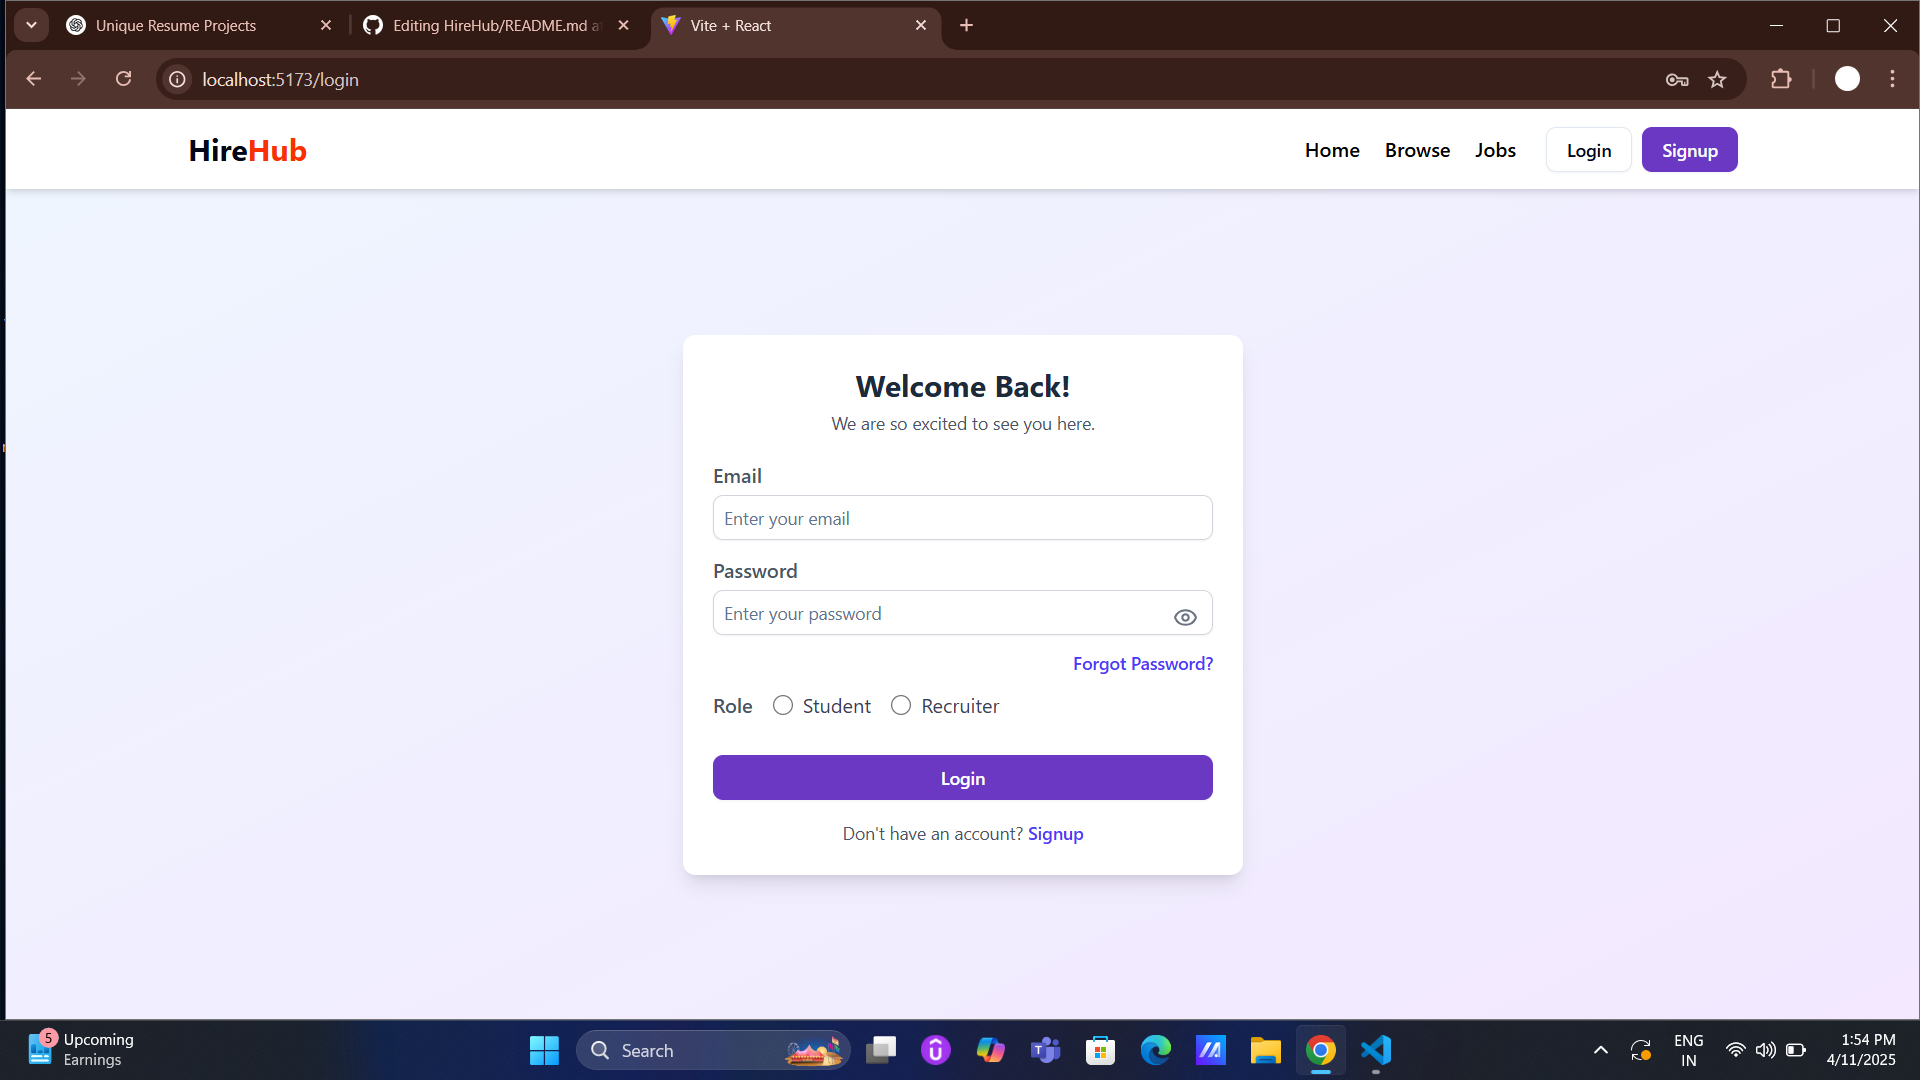 Unique Resume Projects
Editing HireHub/README.md a
Vite + React
localhost:5173/login
HireHub
Home
Browse
Jobs
Login
Signup
Welcome Back!
We are so excited to see you here.
Email
Enter your email
Password
Enter your password
Forgot Password?
Role
Student
Recruiter
Login
Don't have an account? Signup
5
Upcoming
Earnings
Search
ENG
IN
1:54 PM
4/11/2025